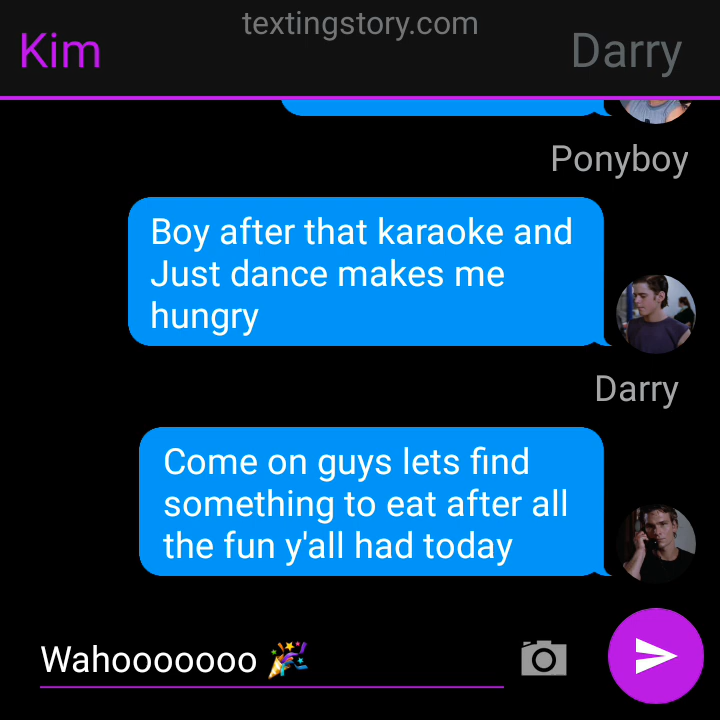 textingstory.com
Kim
Darry
Ponyboy
Boy after that karaoke and
Just dance makes me
hungry
Darry
Come on guys lets find
something to eat after all
the fun y'all had today
Wahooooooo 🎉